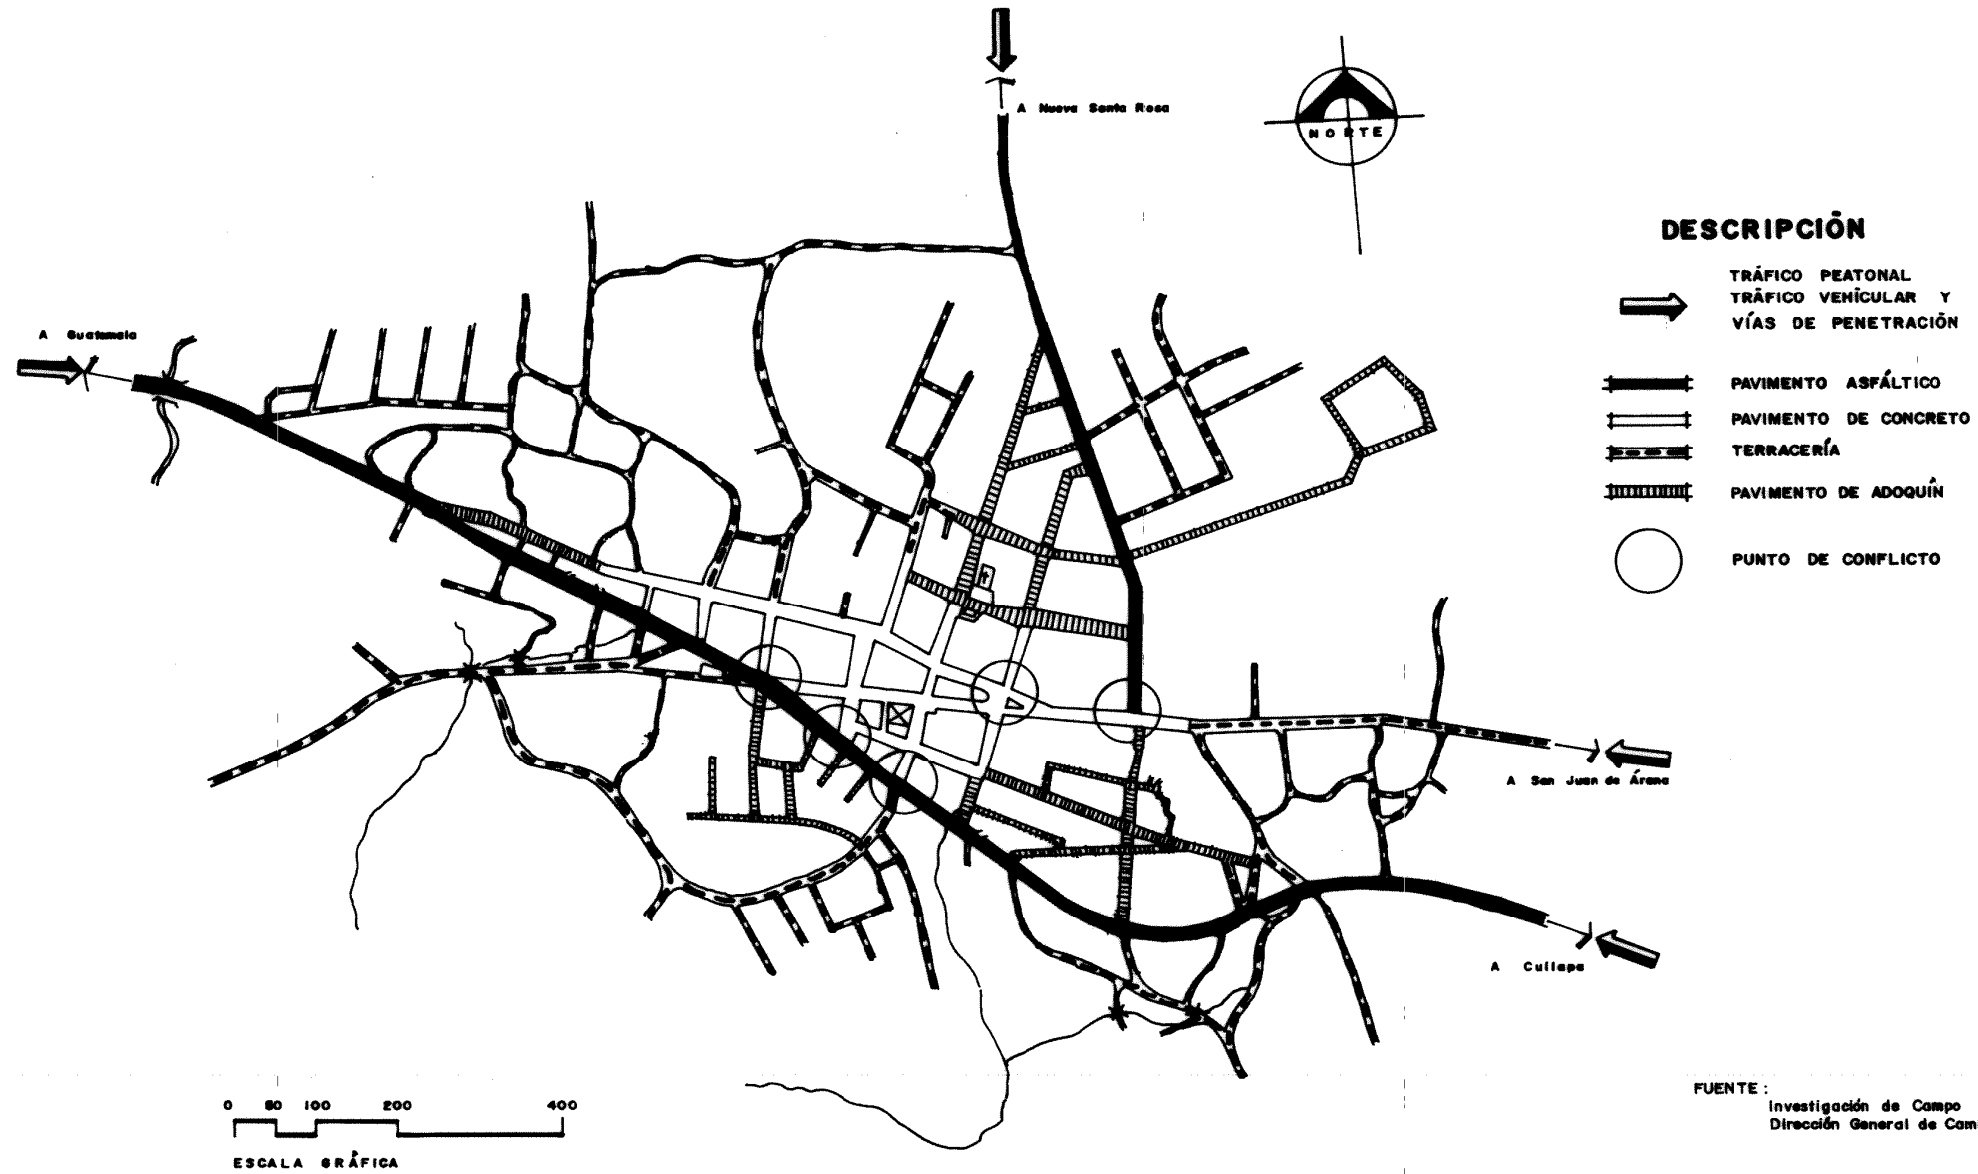 A Nueva Santa Rosa
NORTE
A Guatemala
DESCRIPCIÓN
TRÁFICO PEATONAL
TRÁFICO VEHÍCULAR Y
VÍAS DE PENETRACIÓN
PAVIMENTO ASFÁLTICO
PAVIMENTO DE CONCRETO
TERRACERÍA
PAVIMENTO DE ADOQUÍN
PUNTO DE CONFLICTO
A San Juan de Árana
A Cuilapa
0 50 100 200 400
ESCALA GRÁFICA
FUENTE :
Investigación de Campo
Dirección General de Cam